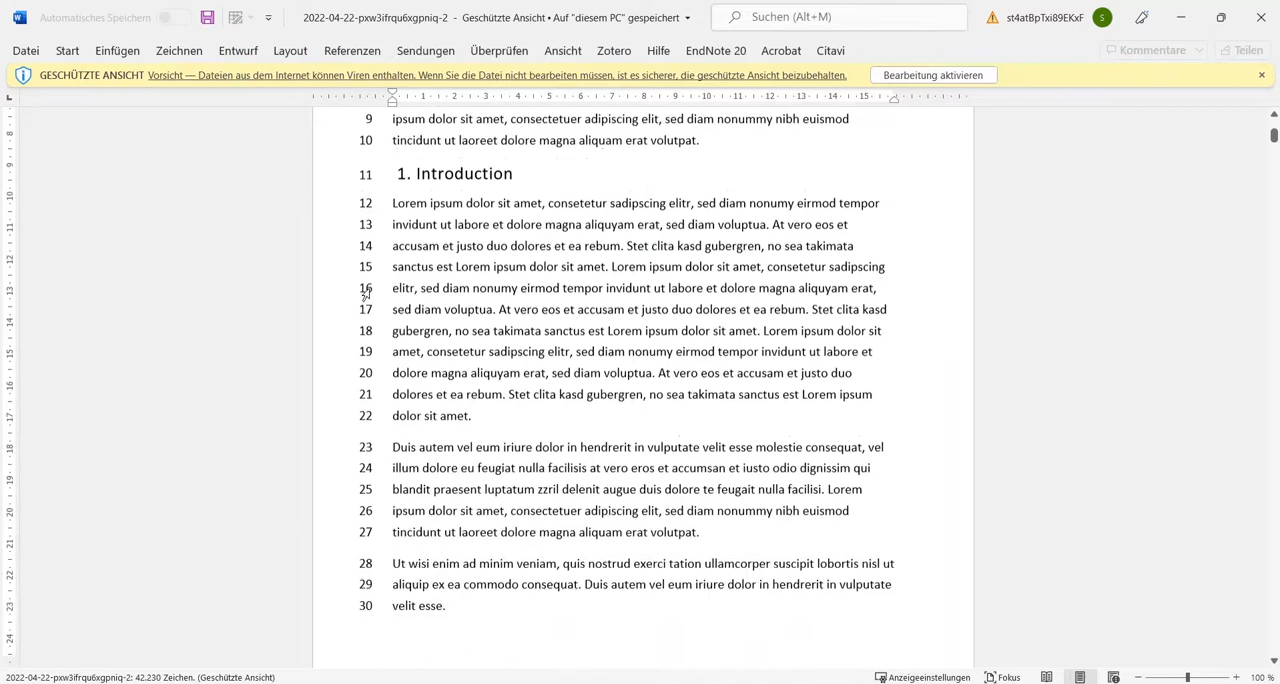 Automatisches Speichern 2022-04-22-pxw3ifrqu6xgpniq-2 - Geschützte Ansicht • Auf "diesem PC" gespeichert Suchen (Alt+M) st4atBpTxi89EKxF S
Datei Start Einfügen Zeichnen Entwurf Layout Referenzen Sendungen Überprüfen Ansicht Zotero Hilfe EndNote 20 Acrobat Citavi Kommentare Teilen
GESCHÜTZTE ANSICHT Vorsicht — Dateien aus dem Internet können Viren enthalten. Wenn Sie die Datei nicht bearbeiten müssen, ist es sicherer, die geschützte Ansicht beizubehalten. Bearbeitung aktivieren
1 2 3 4 5 6 7 8 9 10 11 12 13 14 15
9 ipsum dolor sit amet, consectetuer adipiscing elit, sed diam nonummy nibh euismod
10 tincidunt ut laoreet dolore magna aliquam erat volutpat.
11 1. Introduction
12 Lorem ipsum dolor sit amet, consetetur sadipscing elitr, sed diam nonumy eirmod tempor
13 invidunt ut labore et dolore magna aliquyam erat, sed diam voluptua. At vero eos et
14 accusam et justo duo dolores et ea rebum. Stet clita kasd gubergren, no sea takimata
15 sanctus est Lorem ipsum dolor sit amet. Lorem ipsum dolor sit amet, consetetur sadipscing
16 elitr, sed diam nonumy eirmod tempor invidunt ut labore et dolore magna aliquyam erat,
17 sed diam voluptua. At vero eos et accusam et justo duo dolores et ea rebum. Stet clita kasd
18 gubergren, no sea takimata sanctus est Lorem ipsum dolor sit amet. Lorem ipsum dolor sit
19 amet, consetetur sadipscing elitr, sed diam nonumy eirmod tempor invidunt ut labore et
20 dolore magna aliquyam erat, sed diam voluptua. At vero eos et accusam et justo duo
21 dolores et ea rebum. Stet clita kasd gubergren, no sea takimata sanctus est Lorem ipsum
22 dolor sit amet.
23 Duis autem vel eum iriure dolor in hendrerit in vulputate velit esse molestie consequat, vel
24 illum dolore eu feugiat nulla facilisis at vero eros et accumsan et iusto odio dignissim qui
25 blandit praesent luptatum zzril delenit augue duis dolore te feugait nulla facilisi. Lorem
26 ipsum dolor sit amet, consectetuer adipiscing elit, sed diam nonummy nibh euismod
27 tincidunt ut laoreet dolore magna aliquam erat volutpat.
28 Ut wisi enim ad minim veniam, quis nostrud exerci tation ullamcorper suscipit lobortis nisl ut
29 aliquip ex ea commodo consequat. Duis autem vel eum iriure dolor in hendrerit in vulputate
30 velit esse.
2022-04-22-pxw3ifrqu6xgpniq-2: 42.230 Zeichen. (Geschützte Ansicht) Anzeigeeinstellungen Fokus 100 %